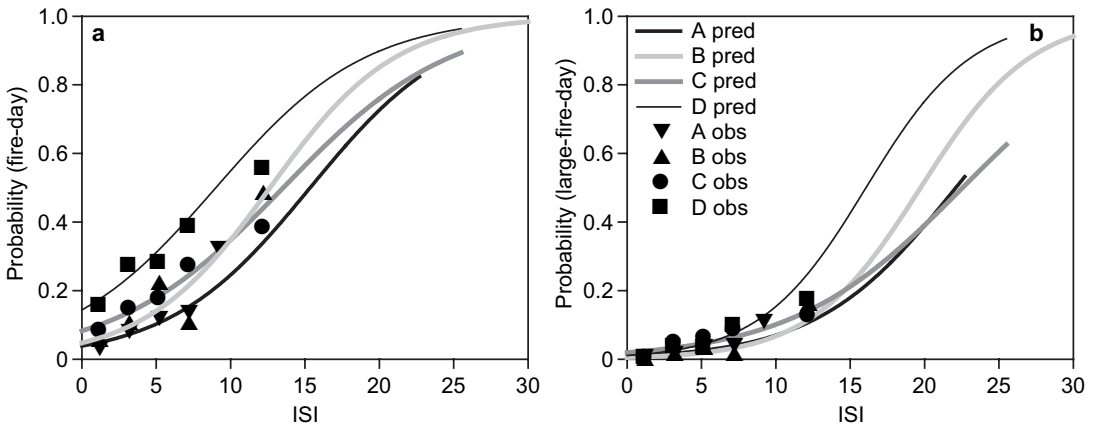 a
1.0
0.8
0.6
0.4
0.2
0
Probability (fire-day)
0 5 10 15 20 25 30
ISI
b
1.0
0.8
0.6
0.4
0.2
0
Probability (large-fire-day)
A pred
B pred
C pred
D pred
A obs
B obs
C obs
D obs
0 5 10 15 20 25 30
ISI